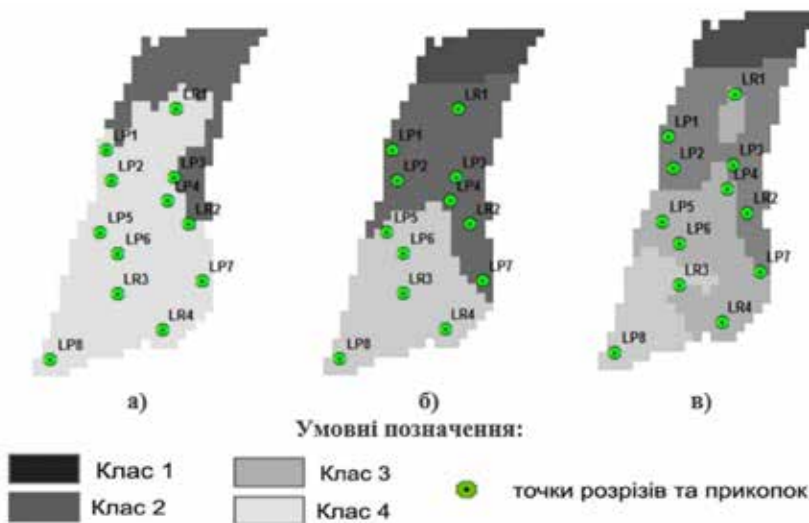 LR1
LP1
LP2
LP3
LP4
LR2
LP5
LP6
LR3
LP7
LR4
LP8
LR1
LP1
LP2
LP3
LP4
LR2
LP5
LP6
LR3
LP7
LR4
LP8
LR1
LP1
LP2
LP3
LP4
LR2
LP5
LP6
LR3
LP7
LR4
LP8
а) б) в)
Умовні позначення:
Клас 1 Клас 3
Клас 2 Клас 4
точки розрізів та прикопок